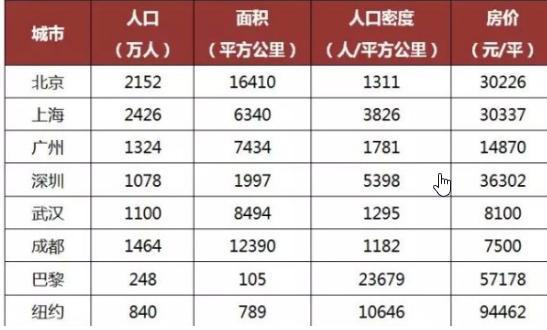 城市 人口 面积 人口密度 房价
（万人） （平方公里） （人/平方公里） （元/平）
北京 2152 16410 1311 30226
上海 2426 6340 3826 30337
广州 1324 7434 1781 14870
深圳 1078 1997 5398 36302
武汉 1100 8494 1295 8100
成都 1464 12390 1182 7500
巴黎 248 105 23679 57178
纽约 840 789 10646 94462